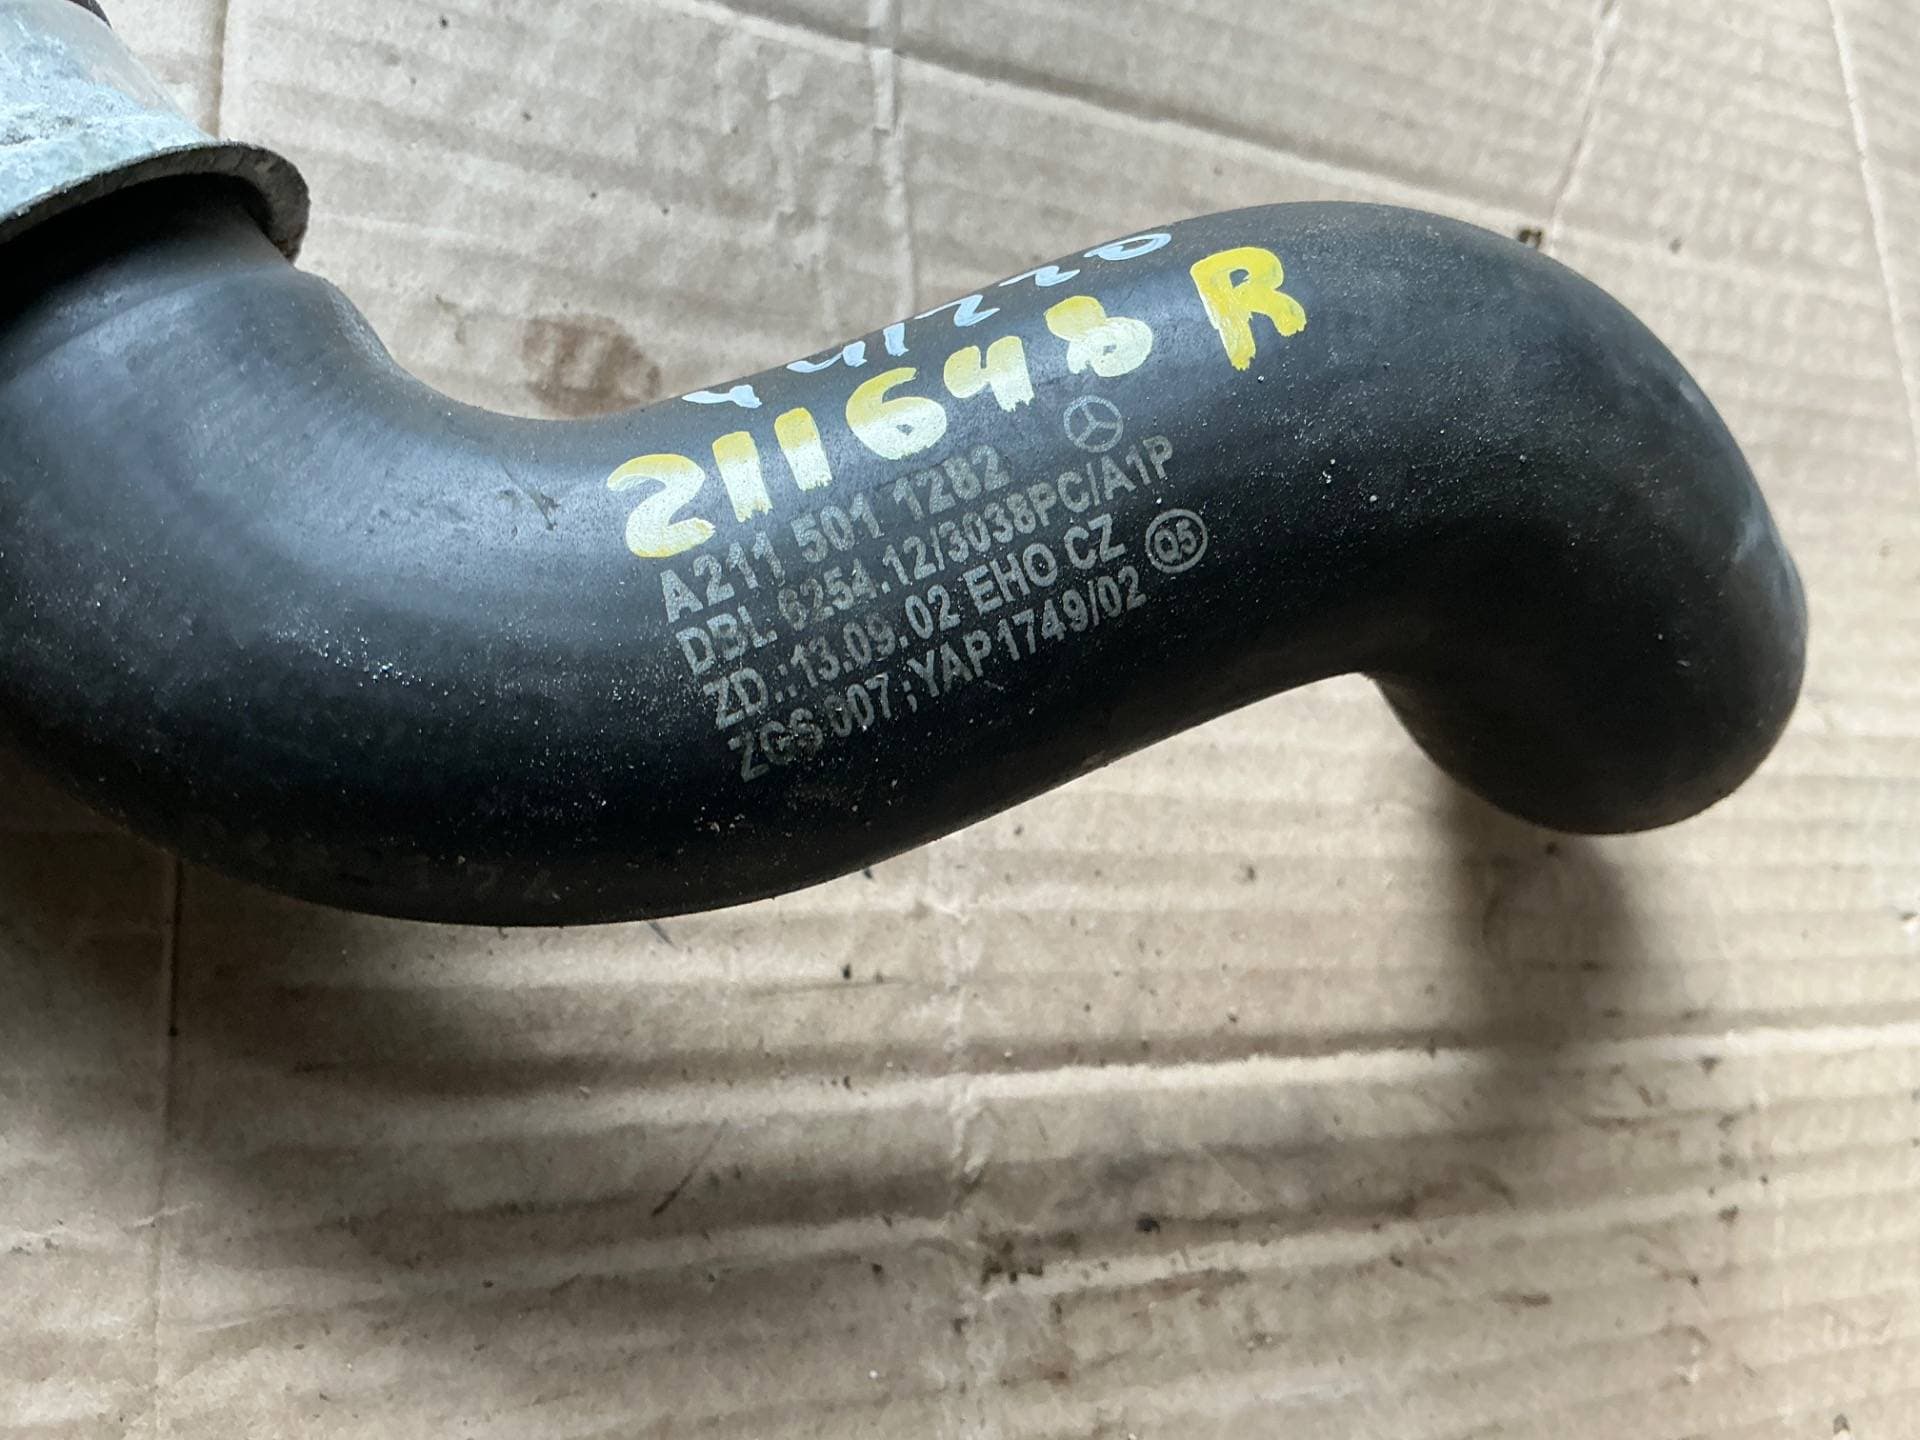 211648 R
A211 501 1282
DBL 6254.12/3038PC/A1P
ZD.:13.09.02 EHO CZ
ZGS 007 ; YAP1749/02 Q5